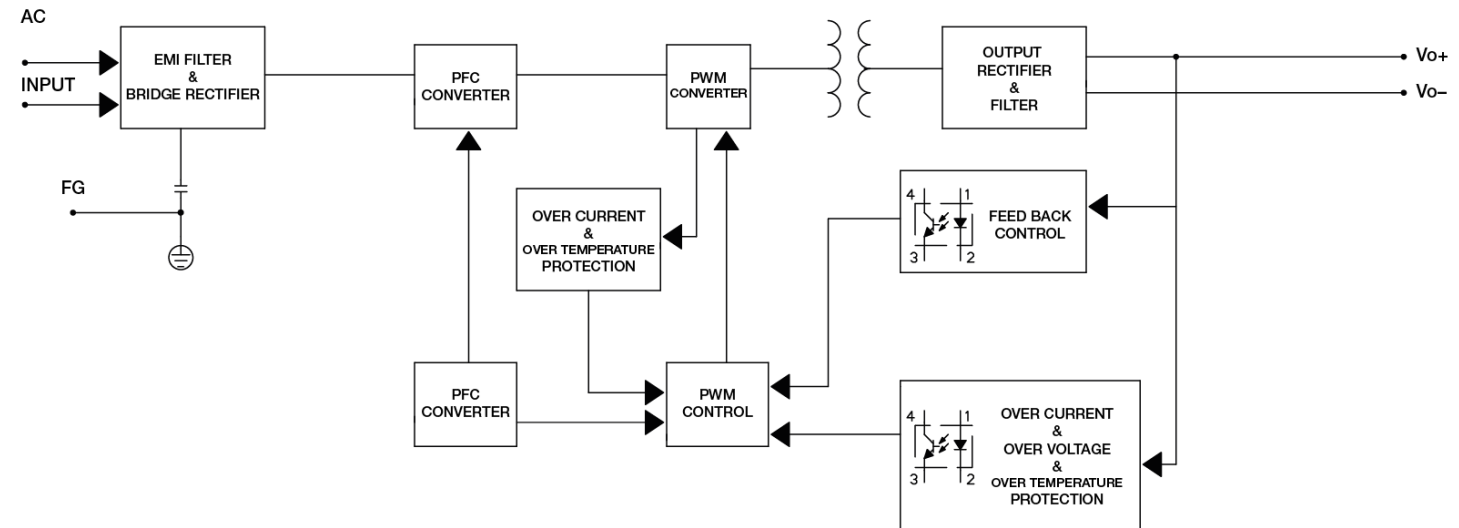 AC
INPUT
EMI FILTER
&
BRIDGE RECTIFIER
PFC
CONVERTER
PWM
CONVERTER
OUTPUT
RECTIFIER
&
FILTER
Vo+
Vo–
FG
OVER CURRENT
&
OVER TEMPERATURE
PROTECTION
4 1
3 2
FEED BACK
CONTROL
PFC
CONVERTER
PWM
CONTROL
4 1
3 2
OVER CURRENT
&
OVER VOLTAGE
&
OVER TEMPERATURE
PROTECTION